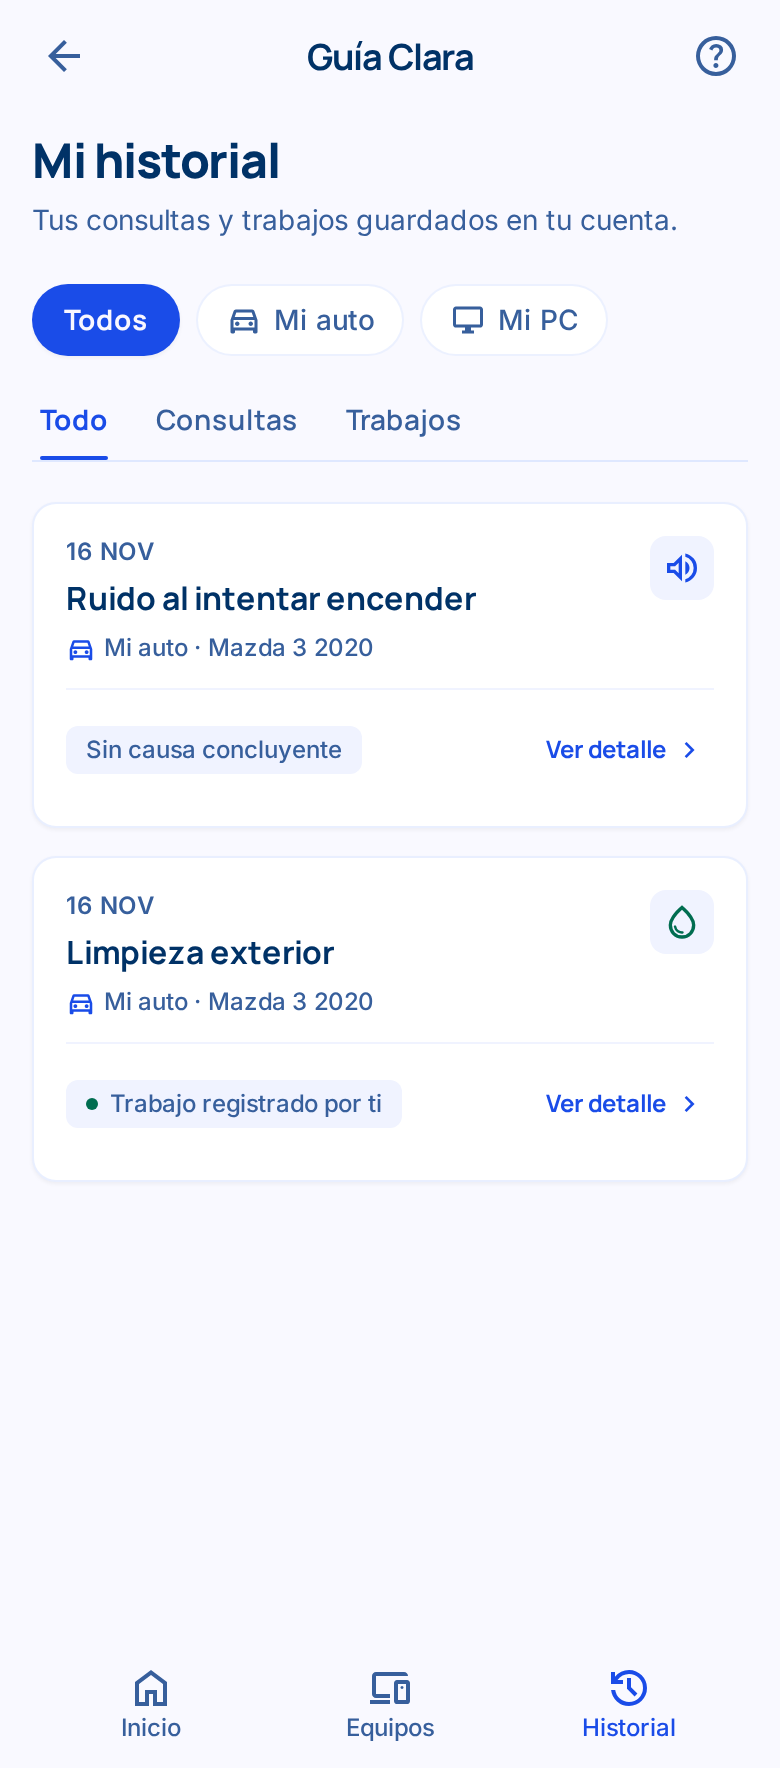 Guía Clara
Mi historial
Tus consultas y trabajos guardados en tu cuenta.
Todos
Mi auto
Mi PC
Todo
Consultas
Trabajos
16 NOV
Ruido al intentar encender
Mi auto · Mazda 3 2020
Sin causa concluyente
Ver detalle
16 NOV
Limpieza exterior
Mi auto · Mazda 3 2020
Trabajo registrado por ti
Ver detalle
Inicio
Equipos
Historial